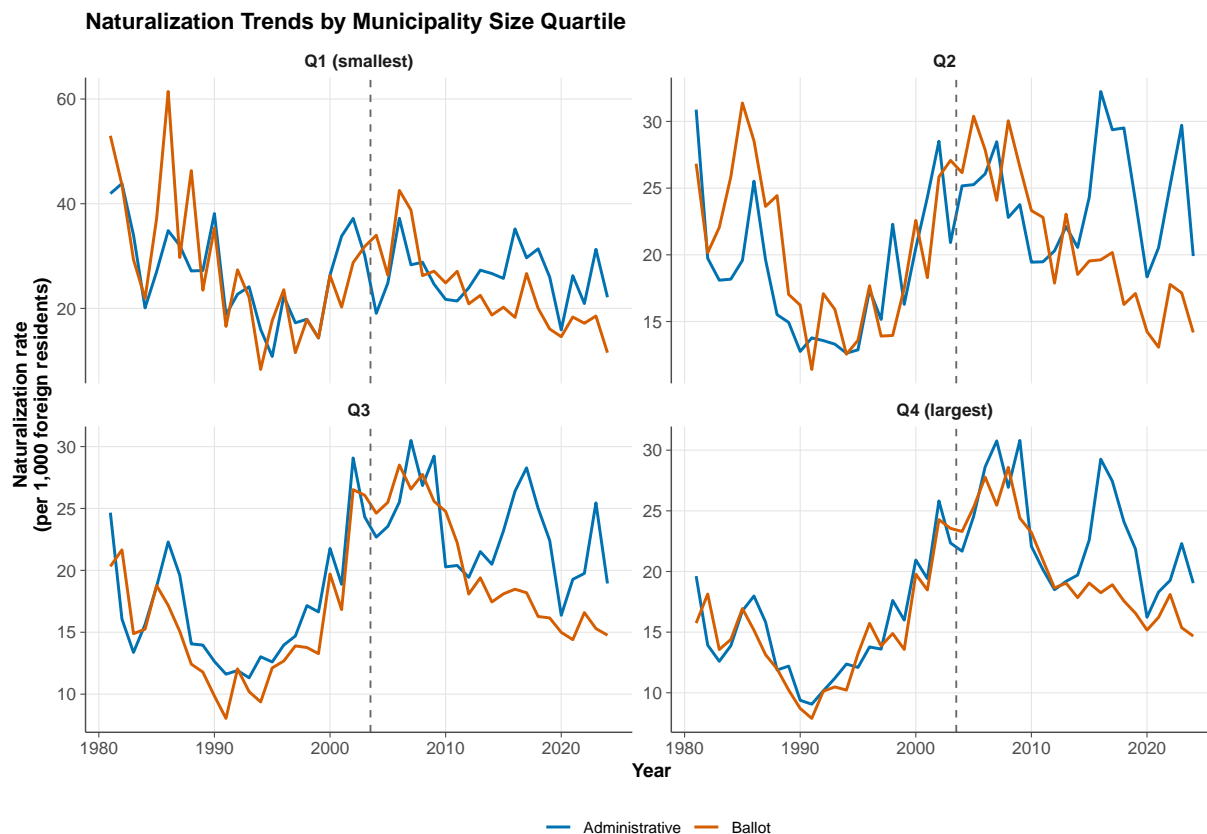 Naturalization Trends by Municipality Size Quartile
Q1 (smallest)
Q2
60
40
20
30
25
20
15
Q3
Q4 (largest)
30
25
20
15
10
30
25
20
15
10
1980
1990
2000
2010
2020
1980
1990
2000
2010
2020
Naturalization rate
(per 1,000 foreign residents)
Year
Administrative
Ballot